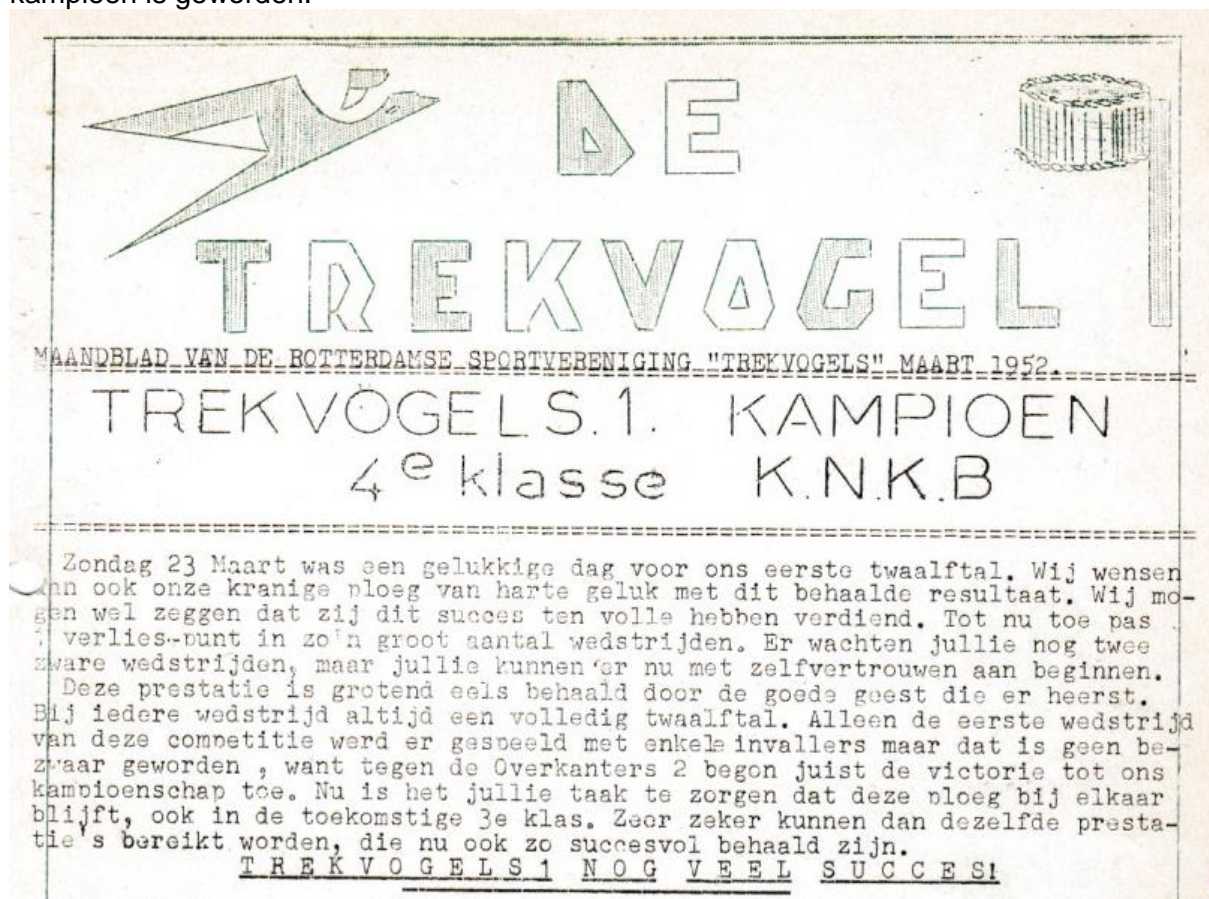 kampioen is geworden.
DE
TREKVOGEL
MAANDBLAD VAN DE ROTTERDAMSE SPORTVERENIGING "TREKVOGELS" MAART 1952.
TREKVOGELS.1. KAMPIOEN
4e klasse K.N.K.B
Zondag 23 Maart was een gelukkige dag voor ons eerste twaalftal. Wij wensen
dan ook onze kranige ploeg van harte geluk met dit behaalde resultaat. Wij mo-
gen wel zeggen dat zij dit succes ten volle hebben verdiend. Tot nu toe pas
verlies-punt in zo'n groot aantal wedstrijden. Er wachten jullie nog twee
zware wedstrijden, maar jullie kunnen er nu met zelfvertrouwen aan beginnen.
Deze prestatie is grotend eels behaald door de goede geest die er heerst.
Bij iedere wedstrijd altijd een volledig twaalftal. Alleen de eerste wedstrijd
van deze competitie werd er gespeeld met enkele invallers maar dat is geen be-
zwaar geworden , want tegen de Overkanters 2 begon juist de victorie tot ons
kampioenschap toe. Nu is het jullie taak te zorgen dat deze ploeg bij elkaar
blijft, ook in de toekomstige 3e klas. Zeer zeker kunnen dan dezelfde presta-
tie's bereikt worden, die nu ook zo succesvol behaald zijn.
TREKVOGELS1 NOG VEEL SUCCES!